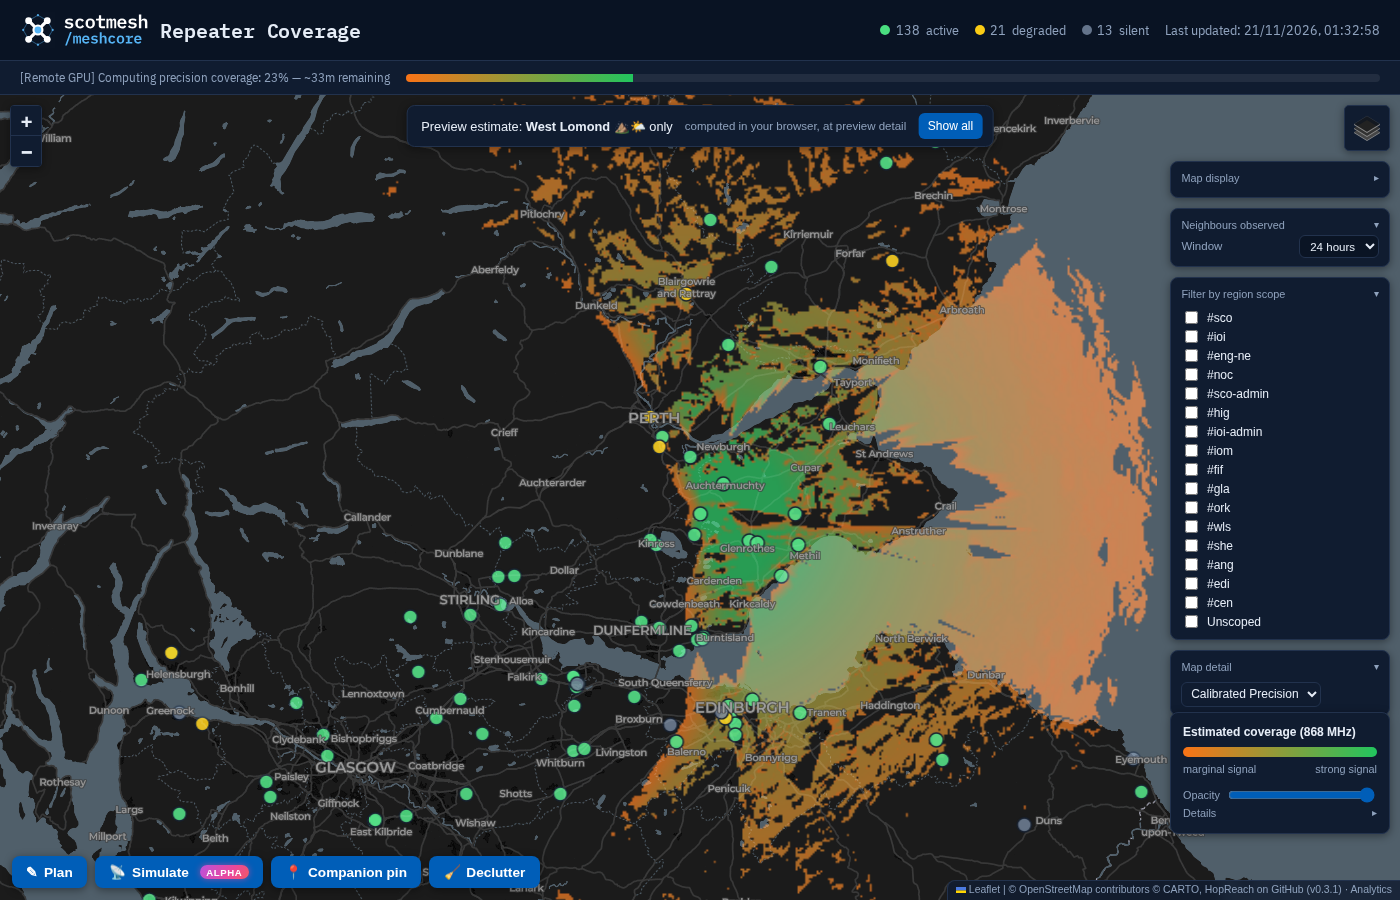 scotmesh
/meshcore
Repeater Coverage
138 active
21 degraded
13 silent
Last updated: 21/11/2026, 01:32:58
[Remote GPU] Computing precision coverage: 23% — ~33m remaining
+
−
Preview estimate: West Lomond ⛰️🌤️ only computed in your browser, at preview detail Show all
Inverbervie
encekirk
illiam
Brechin
Montrose
Pitlochry
Kirriemuir
Forfar
Aberfeldy
Blairgowrie
and Rattray
Dunkeld
Arbroath
Monifieth
Tayport
PERTH
Leuchars
Crieff
Newburgh
St Andrews
Cupar
Auchterarder
Auchtermuchty
Crail
Callander
Inveraray
Anstruther
Kinross
Glenrothes
Methil
Dunblane
Dollar
Cardenden
STIRLING
Alloa
Cowdenbeath
Kirkcaldy
Kincardine
DUNFERMLINE
Burntisland
North Berwick
Stenhousemuir
Helensburgh
Falkirk
South Queensferry
Dunbar
Bonhill
Lennoxtown
Dunoon
Greenock
Cumbernauld
EDINBURGH
Tranent
Haddington
Broxburn
Clydebank
Bishopbriggs
Livingston
Balerno
Bonnyrigg
Eyemouth
GLASGOW
Coatbridge
Whitburn
Rothesay
Paisley
Penicuik
Shotts
Giffnock
Largs
Neilston
Wishaw
Duns
Millport
Beith
East Kilbride
Lanark
Kilwinning
Map display ▸
Neighbours observed ▾
Window 24 hours
Filter by region scope ▾
#sco
#ioi
#eng-ne
#noc
#sco-admin
#hig
#ioi-admin
#iom
#fif
#gla
#ork
#wls
#she
#ang
#edi
#cen
Unscoped
Map detail ▾
Calibrated Precision
Estimated coverage (868 MHz)
marginal signal strong signal
Opacity
Details ▸
✎ Plan
📡 Simulate ALPHA
📍 Companion pin
🧹 Declutter
Leaflet | © OpenStreetMap contributors © CARTO, HopReach on GitHub (v0.3.1) · Analytics